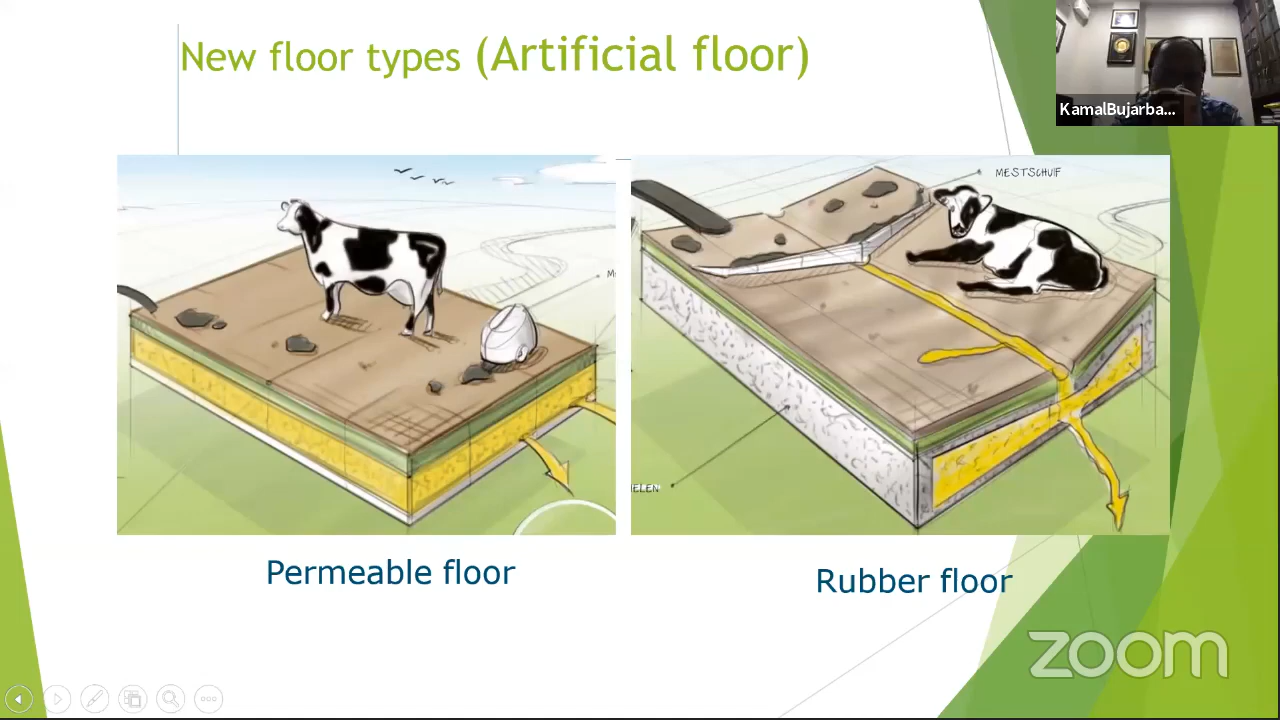 New floor types (Artificial floor)
KamalBujarba...
MESTSCHUIF
Permeable floor
Rubber floor
zoom